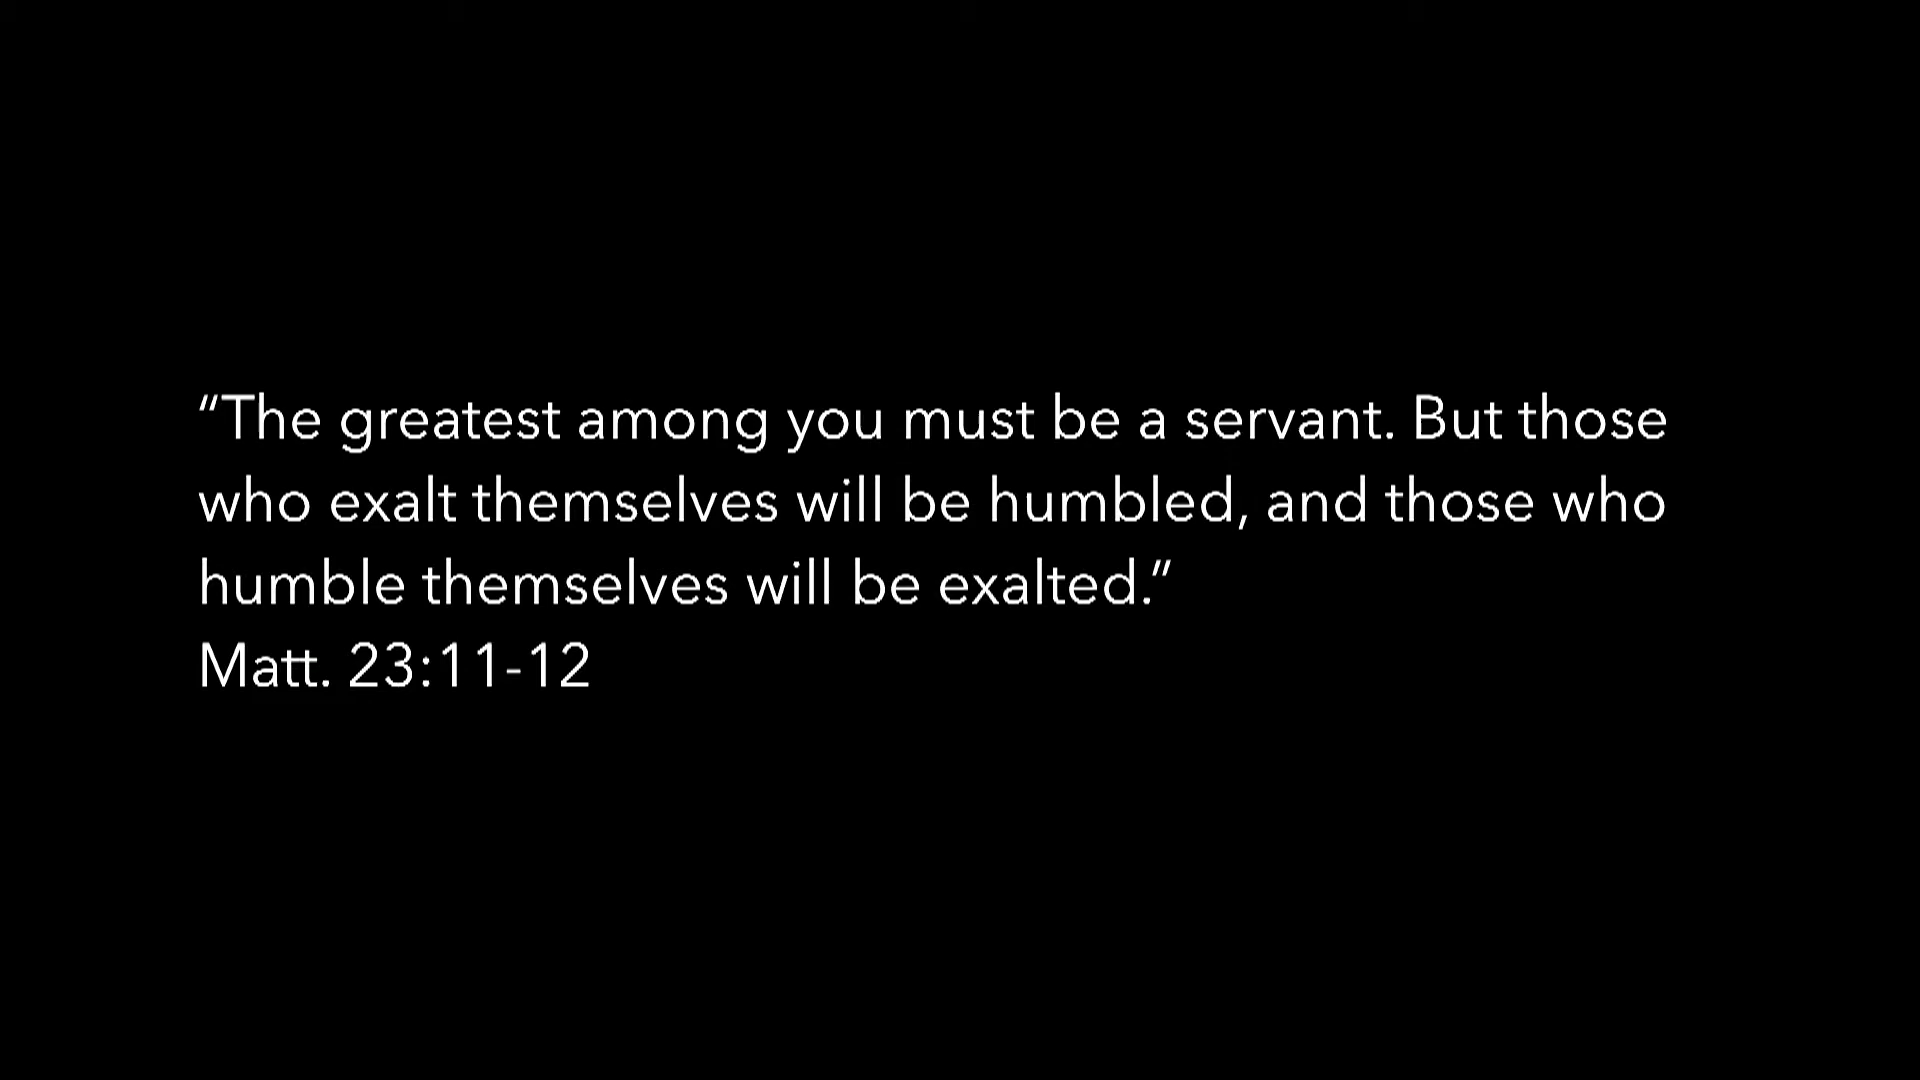 “The greatest among you must be a servant. But those
who exalt themselves will be humbled, and those who
humble themselves will be exalted.”
Matt. 23:11-12